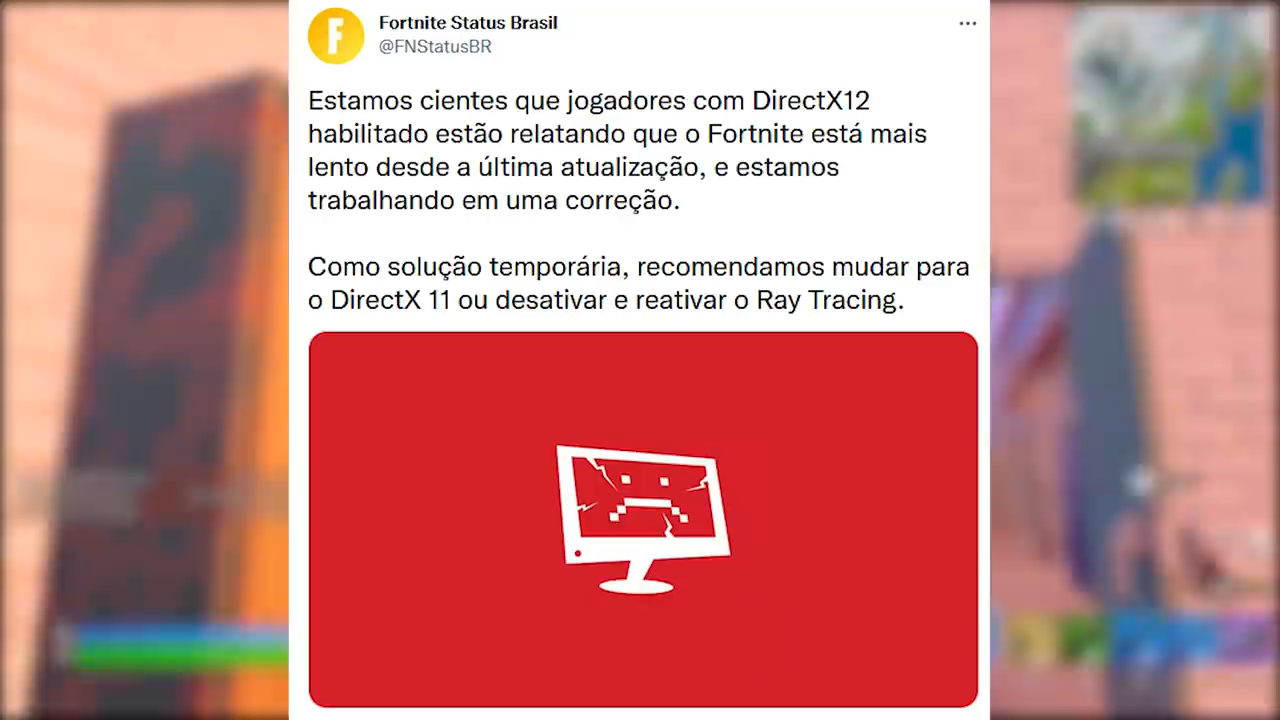 Fortnite Status Brasil
@FNStatusBR
Estamos cientes que jogadores com DirectX12
habilitado estão relatando que o Fortnite está mais
lento desde a última atualização, e estamos
trabalhando em uma correção.
Como solução temporária, recomendamos mudar para
o DirectX 11 ou desativar e reativar o Ray Tracing.